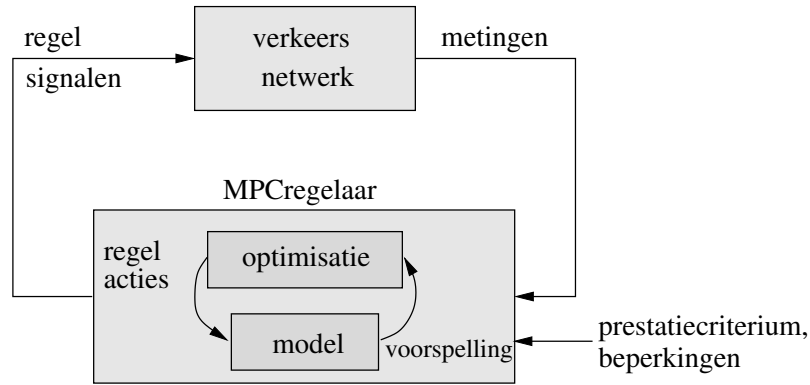 regel
signalen
verkeers
netwerk
metingen
MPCregelaar
regel
acties
optimisatie
model
voorspelling
prestatiecriterium,
beperkingen